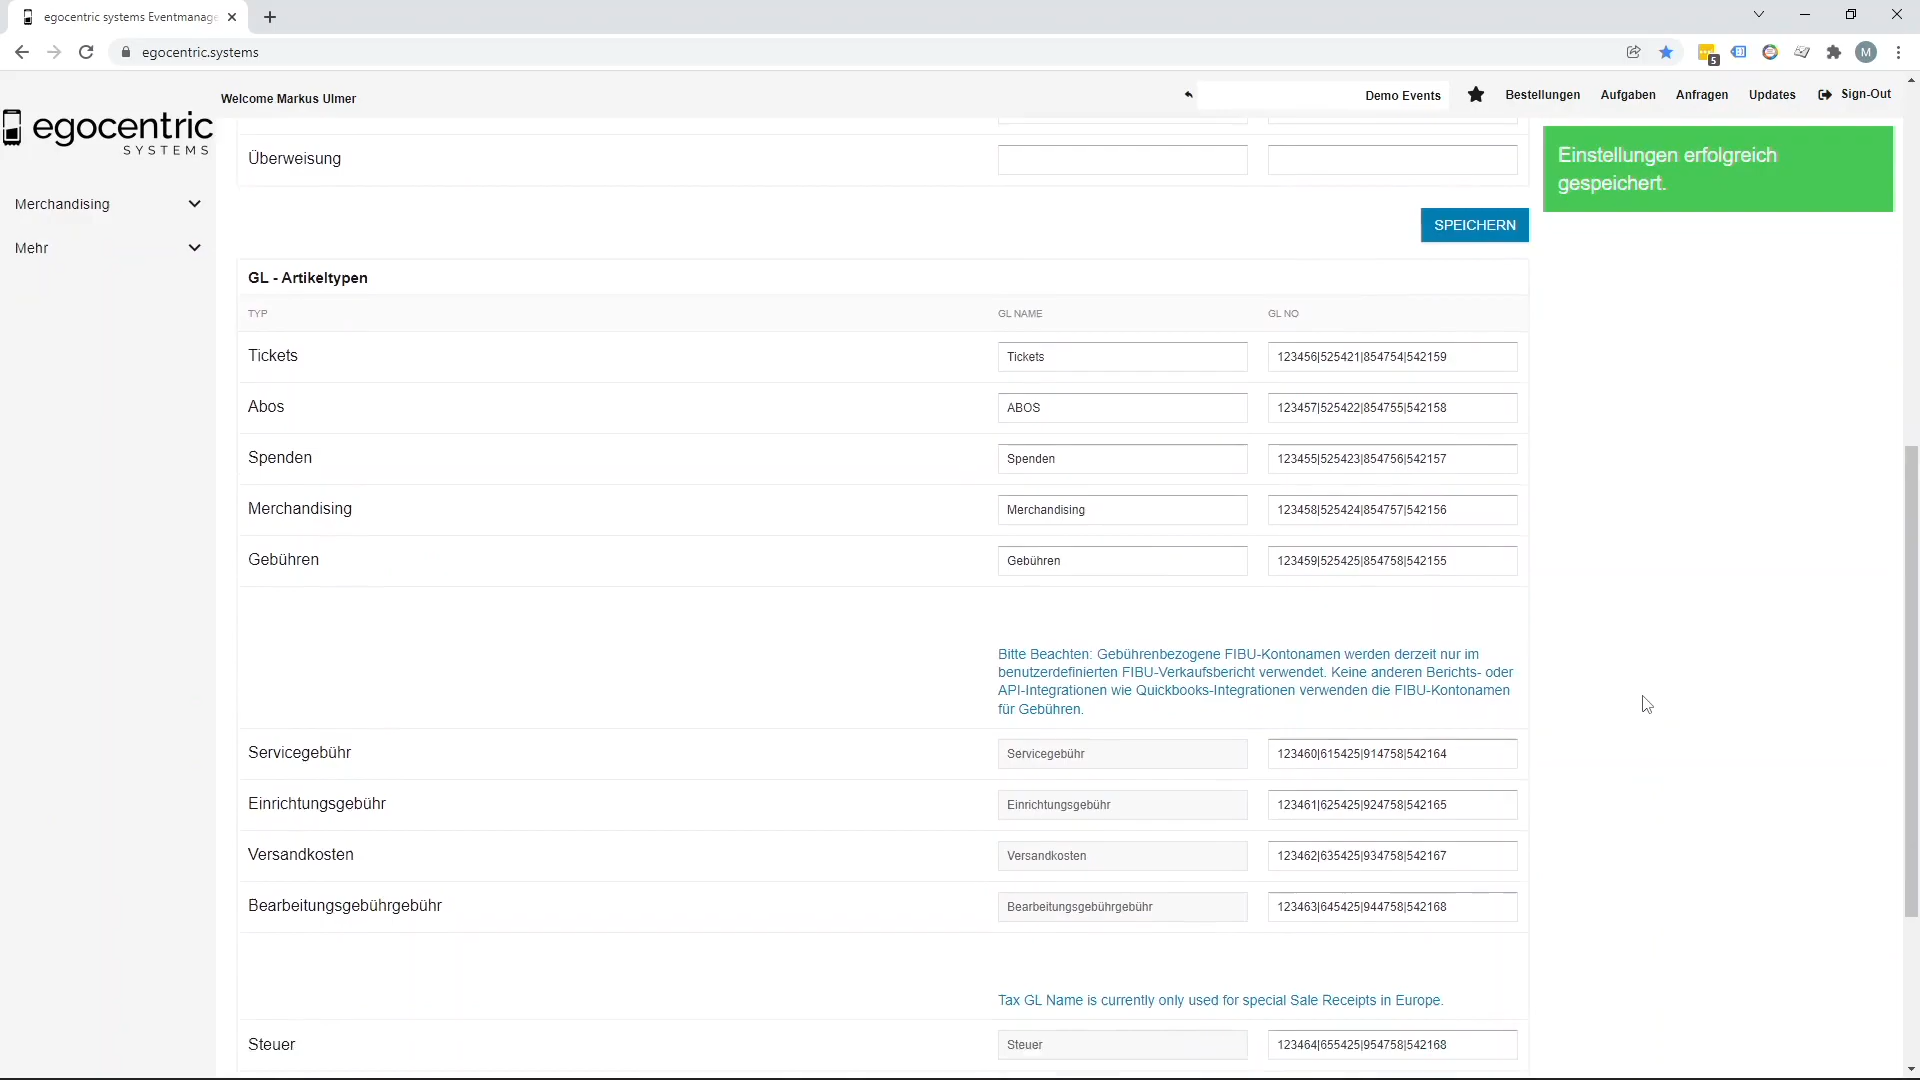 egocentric systems Eventmanage
egocentric.systems
5
M
egocentric
SYSTEMS
Welcome Markus Ulmer
Demo Events
Bestellungen
Aufgaben
Anfragen
Updates
Sign-Out
Merchandising
Mehr
Einstellungen erfolgreich
gespeichert.
Überweisung
SPEICHERN
GL - Artikeltypen
TYP GL NAME GL NO
Tickets Tickets 123456|525421|854754|542159
Abos ABOS 123457|525422|854755|542158
Spenden Spenden 123455|525423|854756|542157
Merchandising Merchandising 123458|525424|854757|542156
Gebühren Gebühren 123459|525425|854758|542155
Bitte Beachten: Gebührenbezogene FIBU-Kontonamen werden derzeit nur im
benutzerdefinierten FIBU-Verkaufsbericht verwendet. Keine anderen Berichts- oder
API-Integrationen wie Quickbooks-Integrationen verwenden die FIBU-Kontonamen
für Gebühren.
Servicegebühr Servicegebühr 123460|615425|914758|542164
Einrichtungsgebühr Einrichtungsgebühr 123461|625425|924758|542165
Versandkosten Versandkosten 123462|635425|934758|542167
Bearbeitungsgebührgebühr Bearbeitungsgebührgebühr 123463|645425|944758|542168
Tax GL Name is currently only used for special Sale Receipts in Europe.
Steuer Steuer 123464|655425|954758|542168